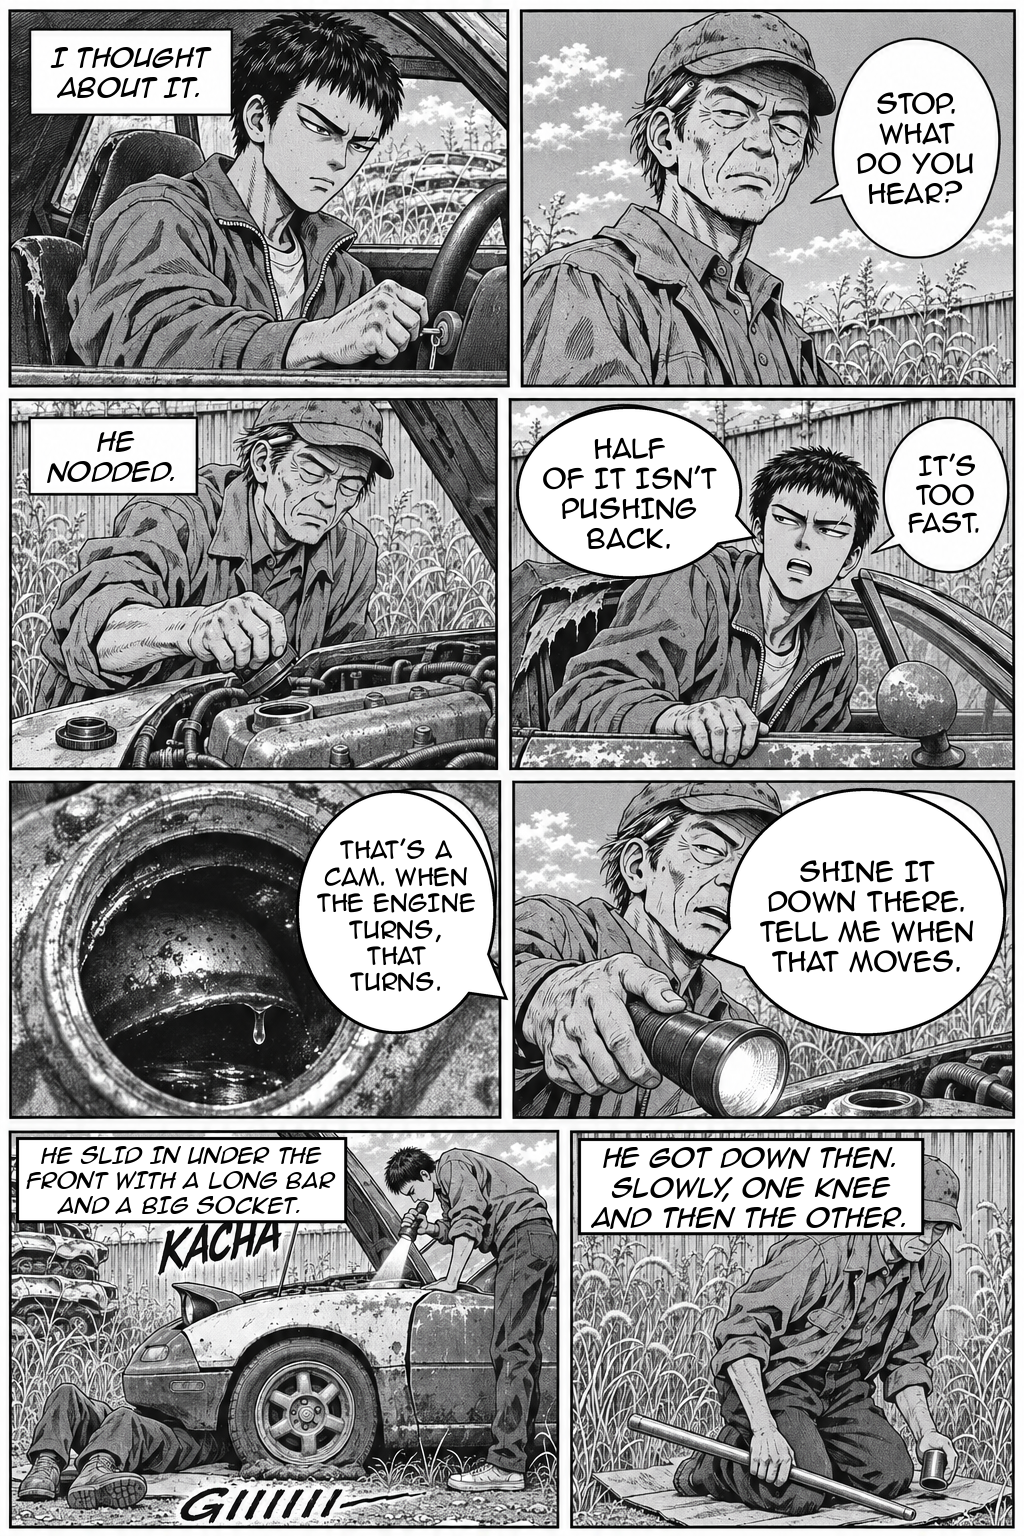 STOP.
WHAT
DO YOU
HEAR?
I THOUGHT
ABOUT IT.
IT'S
TOO
FAST.
HALF
OF IT ISN'T
PUSHING
BACK.
HE
NODDED.
SHINE IT
DOWN THERE.
TELL ME WHEN
THAT MOVES.
THAT'S A
CAM. WHEN
THE ENGINE
TURNS,
THAT
TURNS.
HE GOT DOWN THEN.
SLOWLY, ONE KNEE
AND THEN THE OTHER.
HE SLID IN UNDER THE
FRONT WITH A LONG BAR
AND A BIG SOCKET.
KACHA
GIIIIII—